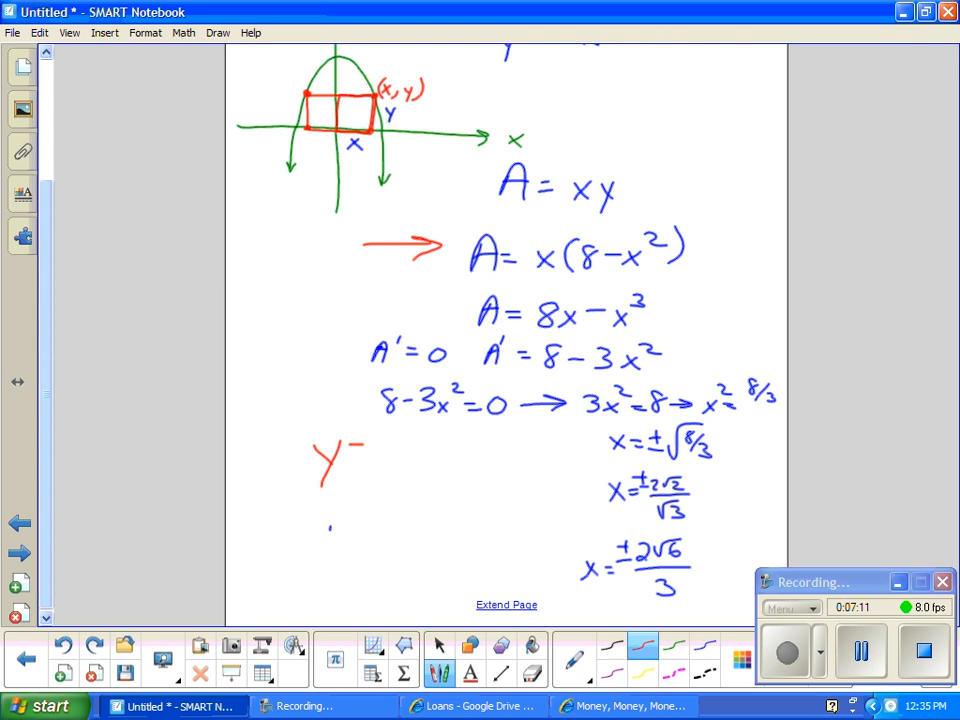 Untitled * - SMART Notebook
File Edit View Insert Format Math Draw Help
(x, y)
y
x
x
A = xy
A = x(8-x²)
A = 8x - x³
A' = 0 A' = 8 - 3x²
8-3x²=0 → 3x²=8 → x²= 8/3
x = ±√8/3
y =
x = ±2√2/√3
x = ±2√6/3
Extend Page
Recording...
Menu
0:07:11
8.0 fps
π
Σ
A
start
Untitled * - SMART N...
Recording...
Loans - Google Drive ...
Money, Money, Mone...
12:35 PM